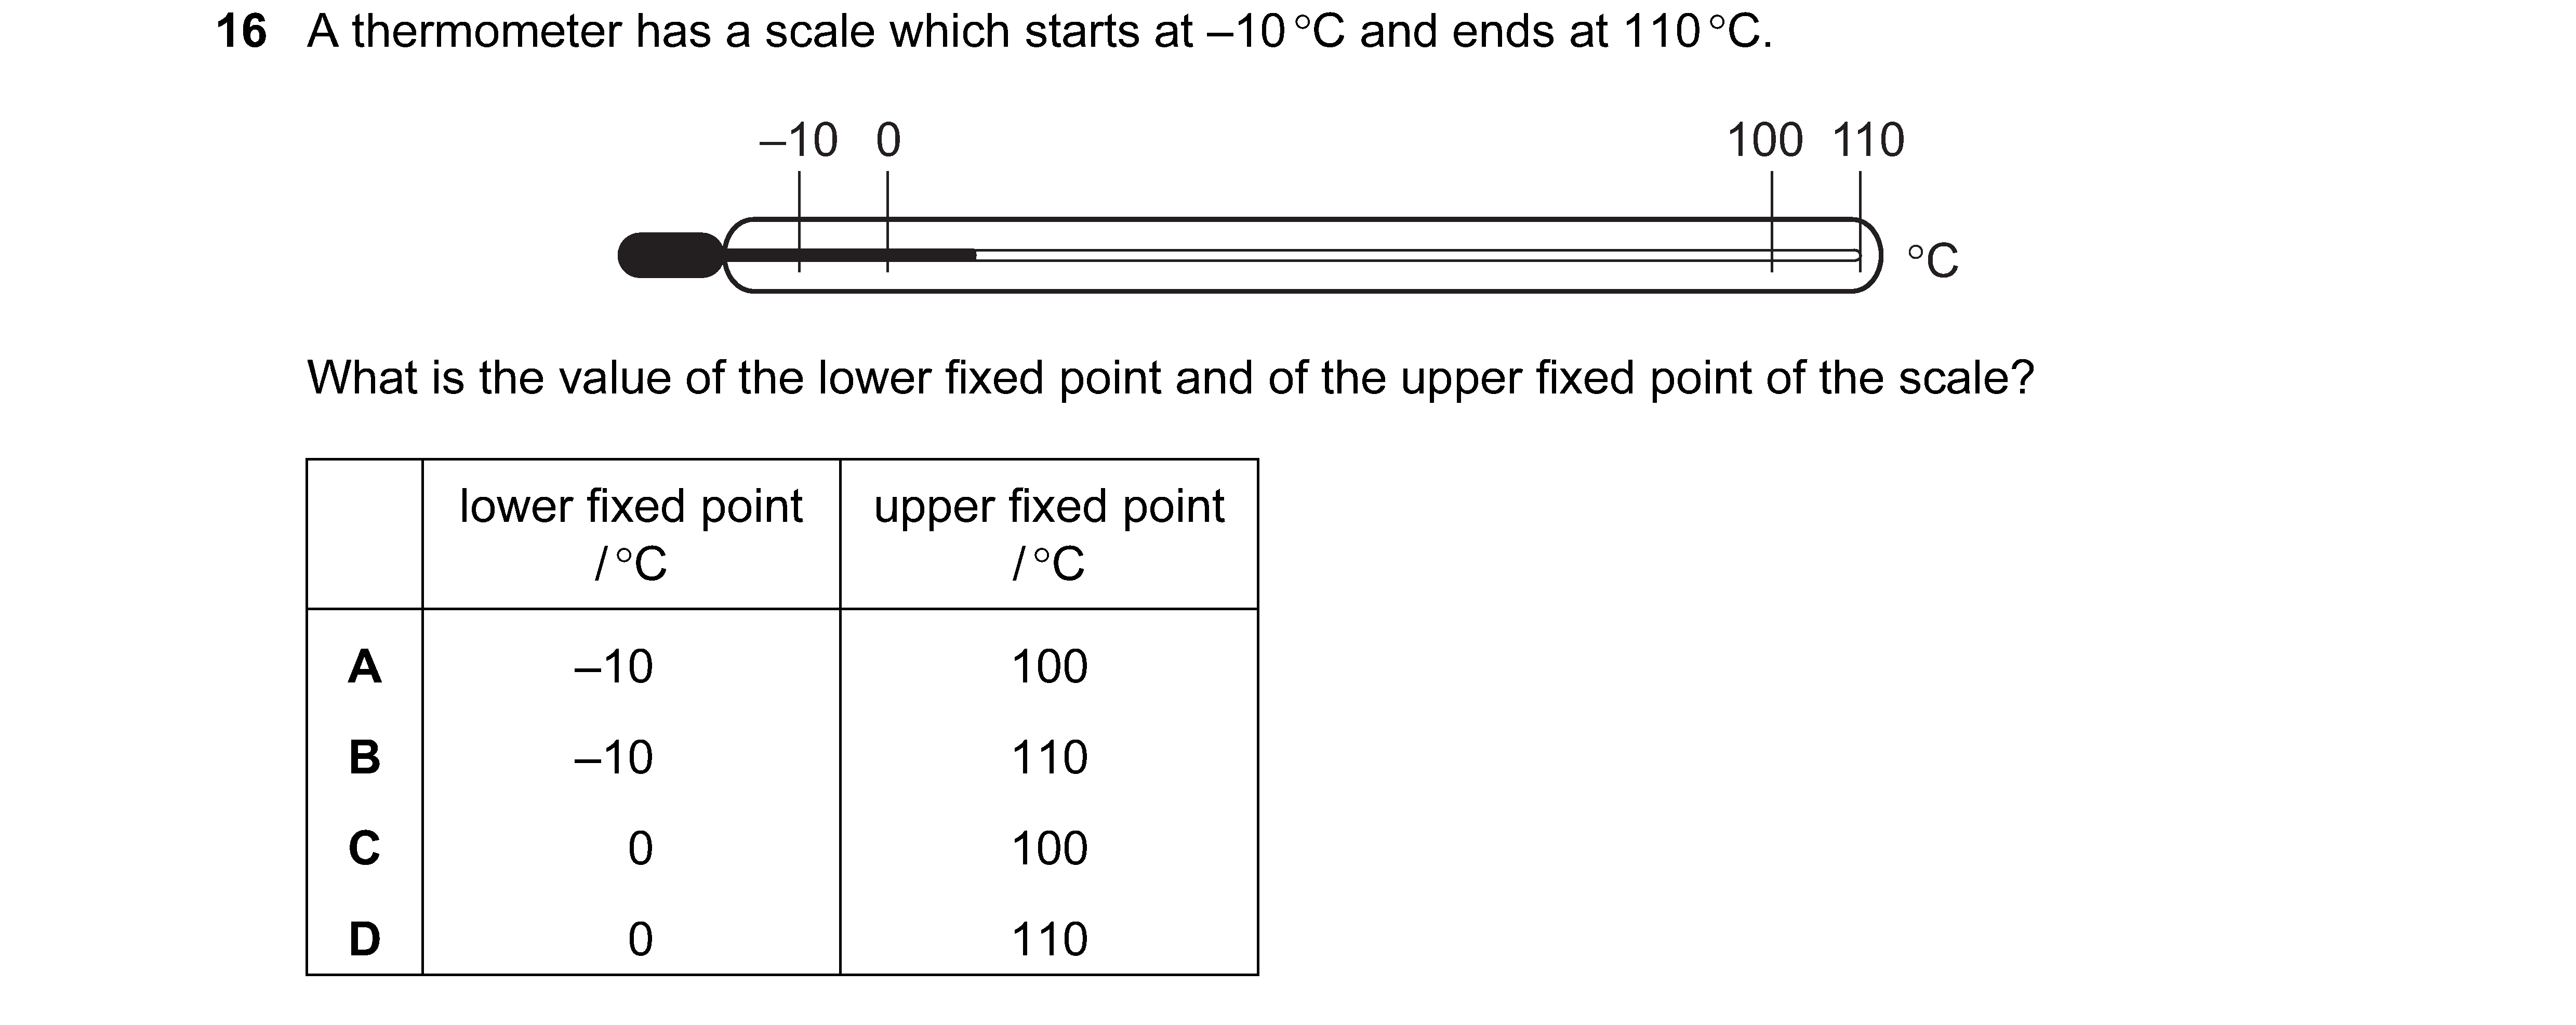 16 A thermometer has a scale which starts at –10 °C and ends at 110 °C.
–10 0 100 110
°C
What is the value of the lower fixed point and of the upper fixed point of the scale?
lower fixed point upper fixed point
/ °C / °C
A –10 100
B –10 110
C 0 100
D 0 110